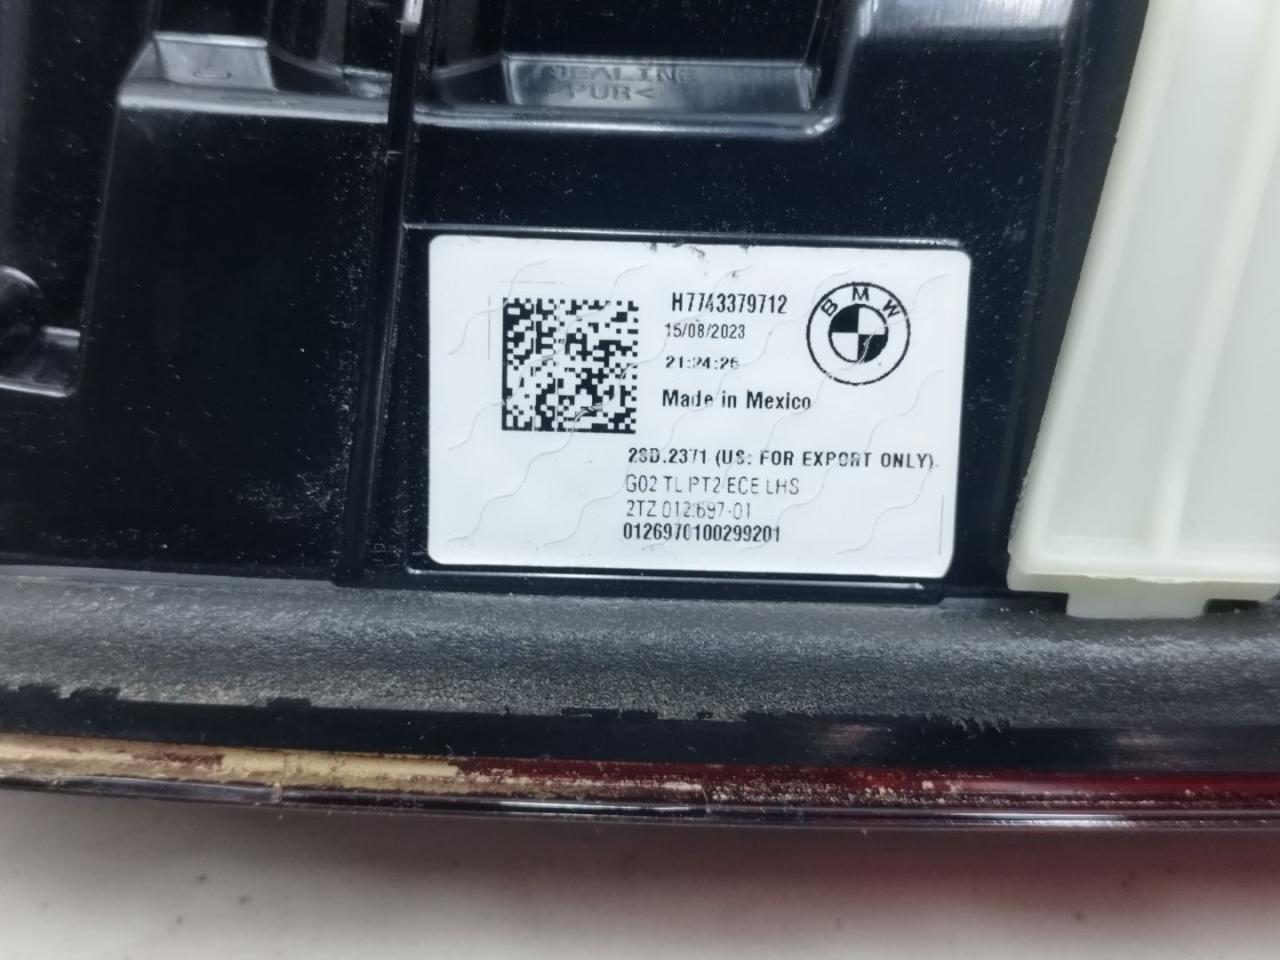 SEALING
>PUR<
H7743379712
15/08/2023
21:24:26
Made in Mexico
BMW
2SD.2371 (US: FOR EXPORT ONLY)
G02 TL PT2 ECE LHS
2TZ 012.697-01
0126970100299201